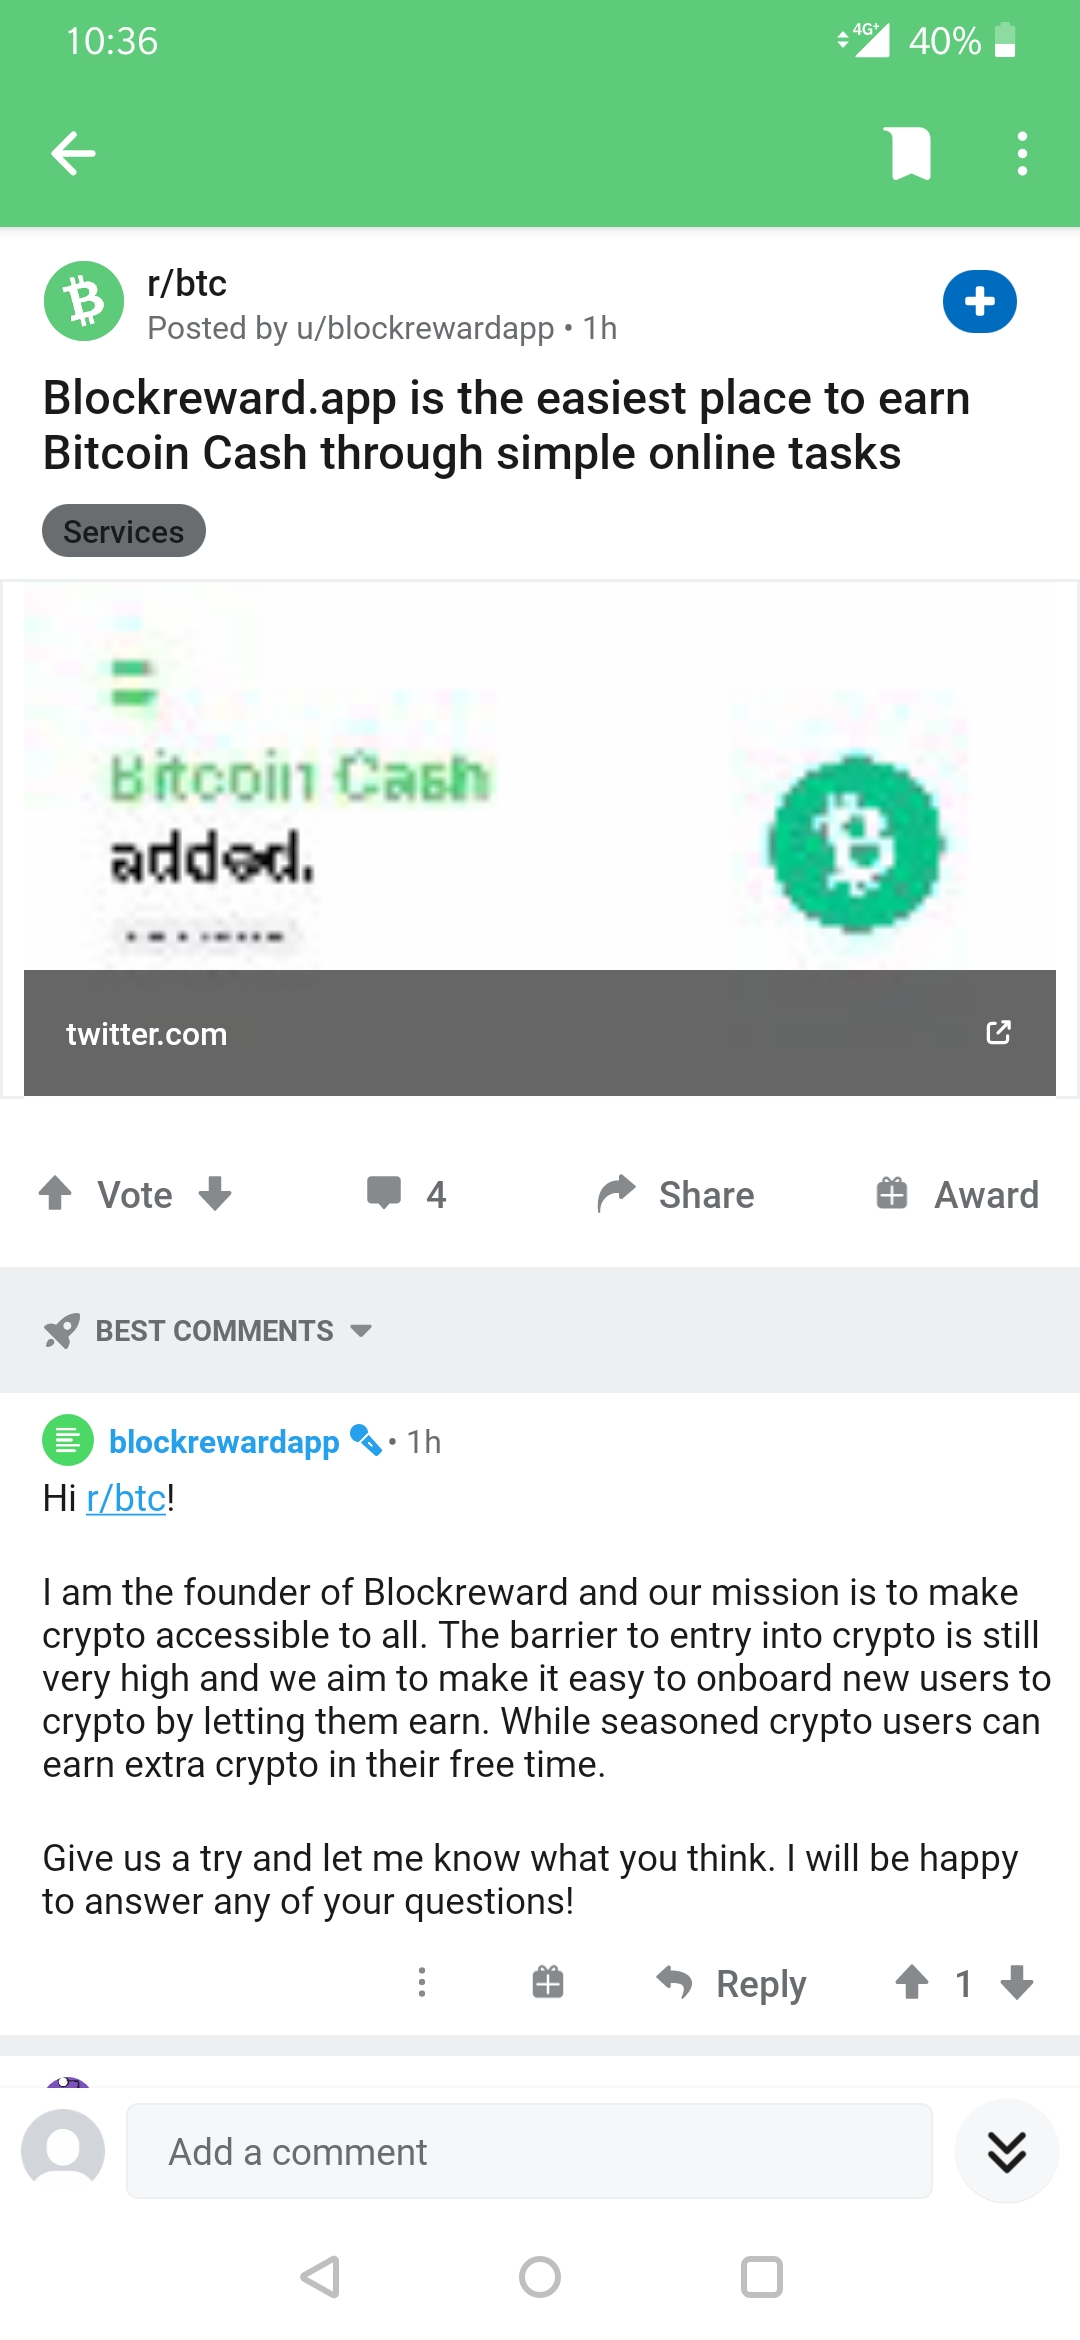 10:36
4G+ 40%
r/btc
Posted by u/blockrewardapp • 1h
Blockreward.app is the easiest place to earn
Bitcoin Cash through simple online tasks
Services
Bitcoin Cash
added.
twitter.com
Vote 4 Share Award
BEST COMMENTS
blockrewardapp • 1h
Hi r/btc!
I am the founder of Blockreward and our mission is to make
crypto accessible to all. The barrier to entry into crypto is still
very high and we aim to make it easy to onboard new users to
crypto by letting them earn. While seasoned crypto users can
earn extra crypto in their free time.
Give us a try and let me know what you think. I will be happy
to answer any of your questions!
Reply 1
Add a comment